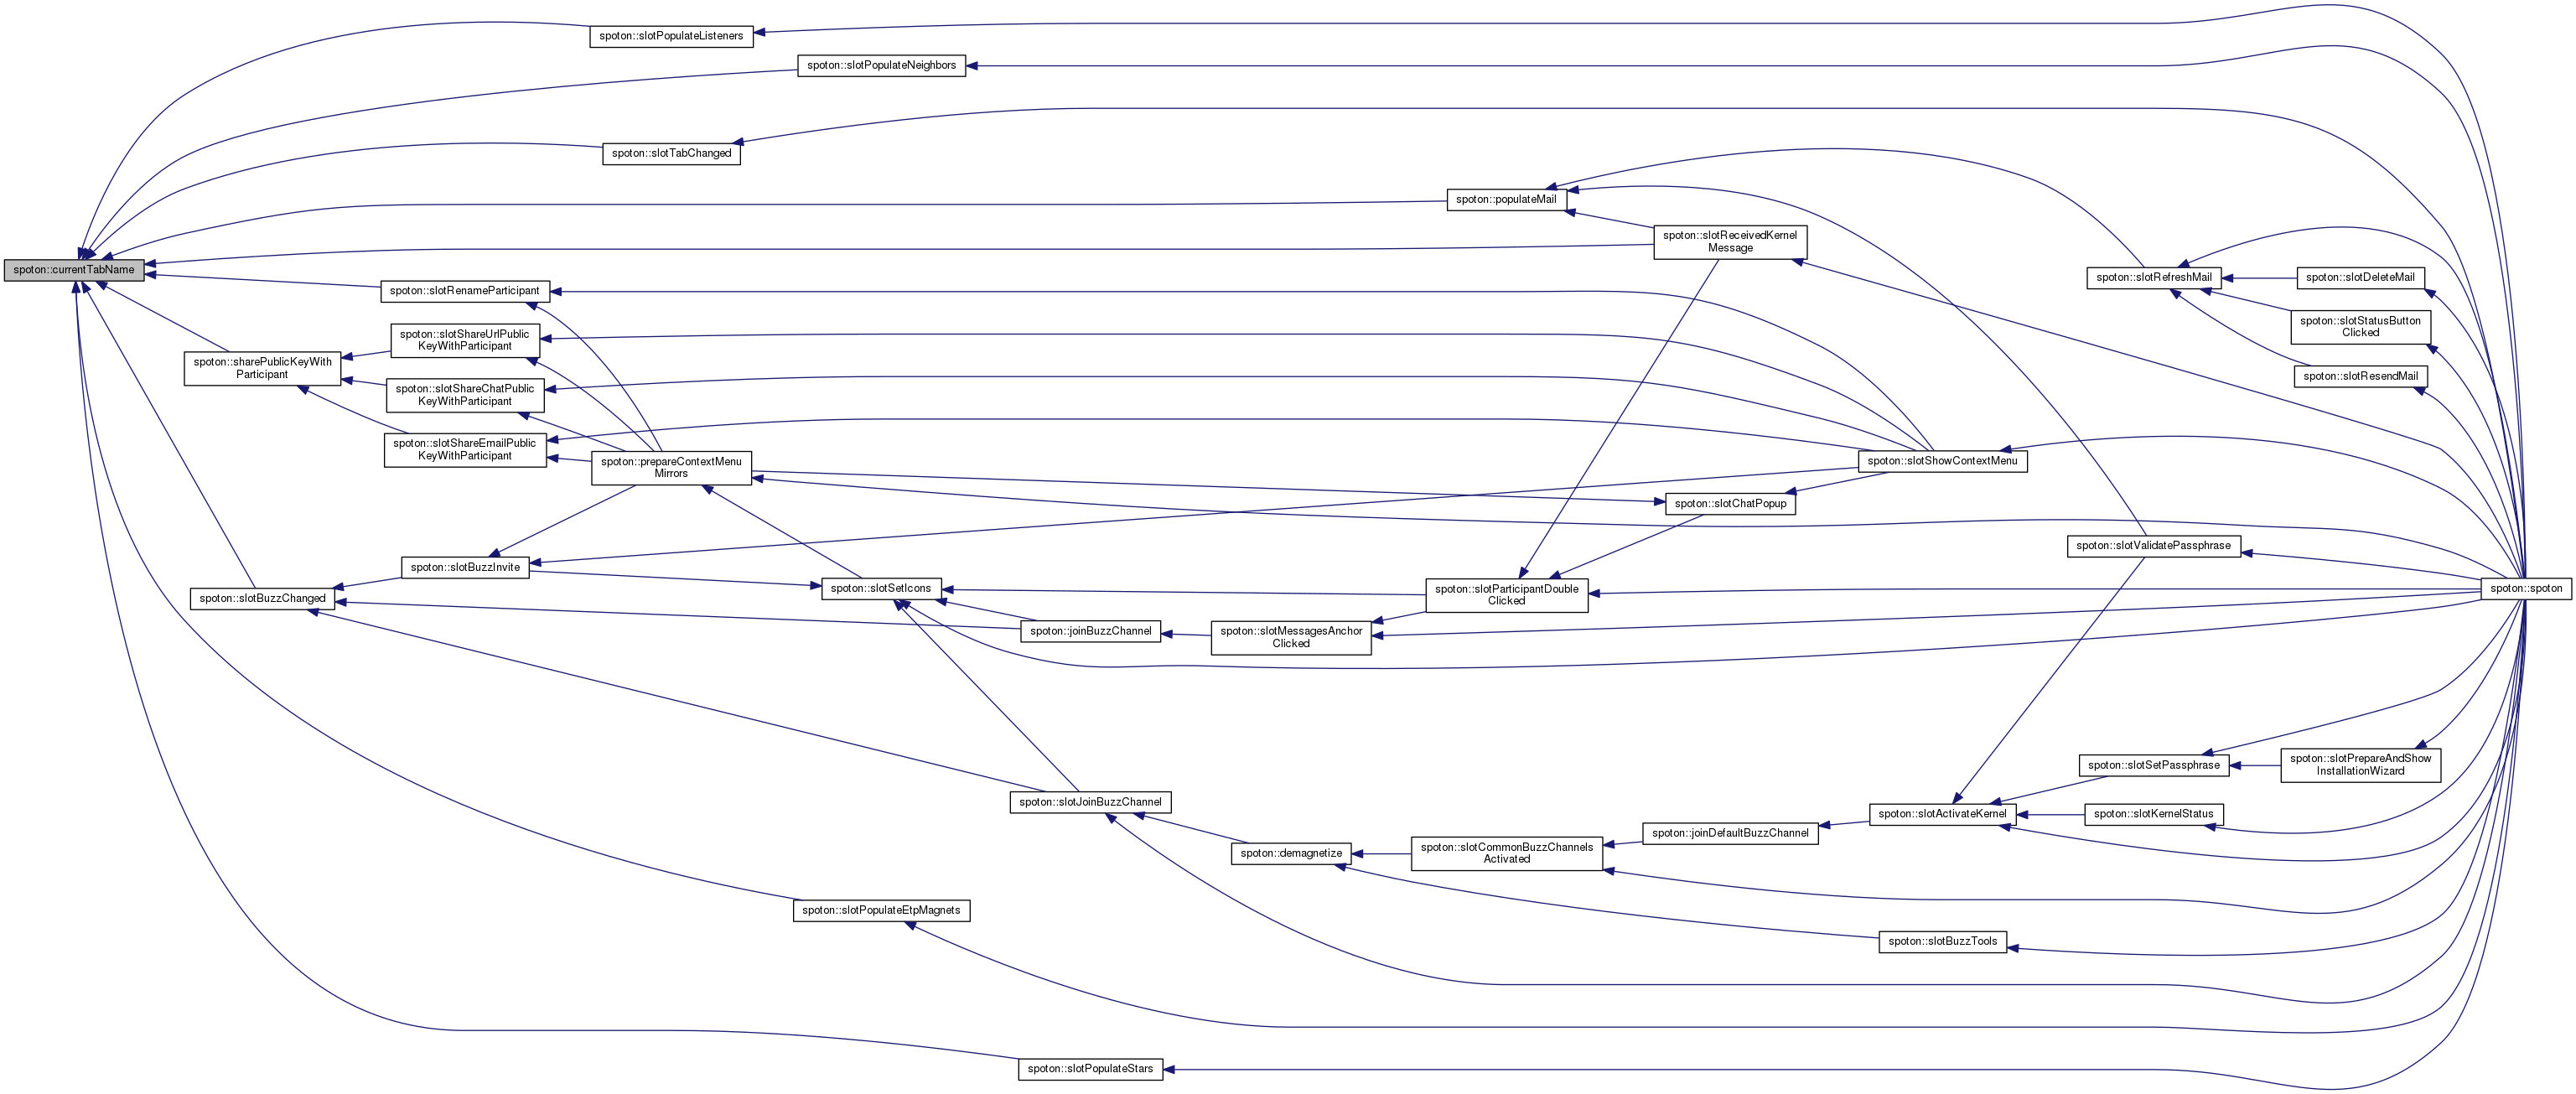 spoton::slotPopulateListeners
spoton::slotPopulateNeighbors
spoton::slotTabChanged
spoton::populateMail
spoton::slotReceivedKernel
Message
spoton::currentTabName
spoton::slotRefreshMail
spoton::slotDeleteMail
spoton::slotRenameParticipant
spoton::slotStatusButton
Clicked
spoton::slotShareUrlPublic
KeyWithParticipant
spoton::sharePublicKeyWith
Participant
spoton::slotResendMail
spoton::slotShareChatPublic
KeyWithParticipant
spoton::slotShareEmailPublic
KeyWithParticipant
spoton::prepareContextMenu
Mirrors
spoton::slotShowContextMenu
spoton::slotChatPopup
spoton::slotValidatePassphrase
spoton::slotBuzzInvite
spoton::slotSetIcons
spoton::slotParticipantDouble
Clicked
spoton::spoton
spoton::slotBuzzChanged
spoton::joinBuzzChannel
spoton::slotMessagesAnchor
Clicked
spoton::slotSetPassphrase
spoton::slotPrepareAndShow
InstallationWizard
spoton::slotJoinBuzzChannel
spoton::slotActivateKernel
spoton::slotKernelStatus
spoton::joinDefaultBuzzChannel
spoton::demagnetize
spoton::slotCommonBuzzChannels
Activated
spoton::slotPopulateEtpMagnets
spoton::slotBuzzTools
spoton::slotPopulateStars